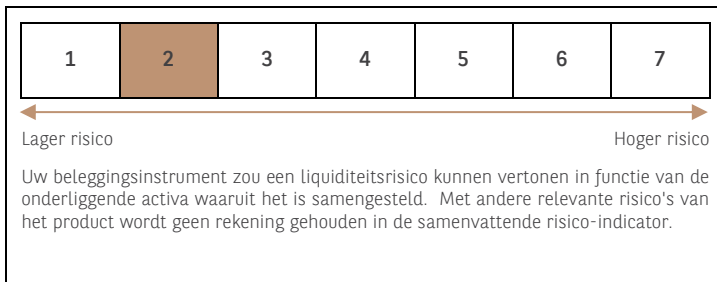 1 2 3 4 5 6 7
Lager risico Hoger risico
Uw beleggingsinstrument zou een liquiditeitsrisico kunnen vertonen in functie van de
onderliggende activa waaruit het is samengesteld. Met andere relevante risico's van
het product wordt geen rekening gehouden in de samenvattende risico-indicator.